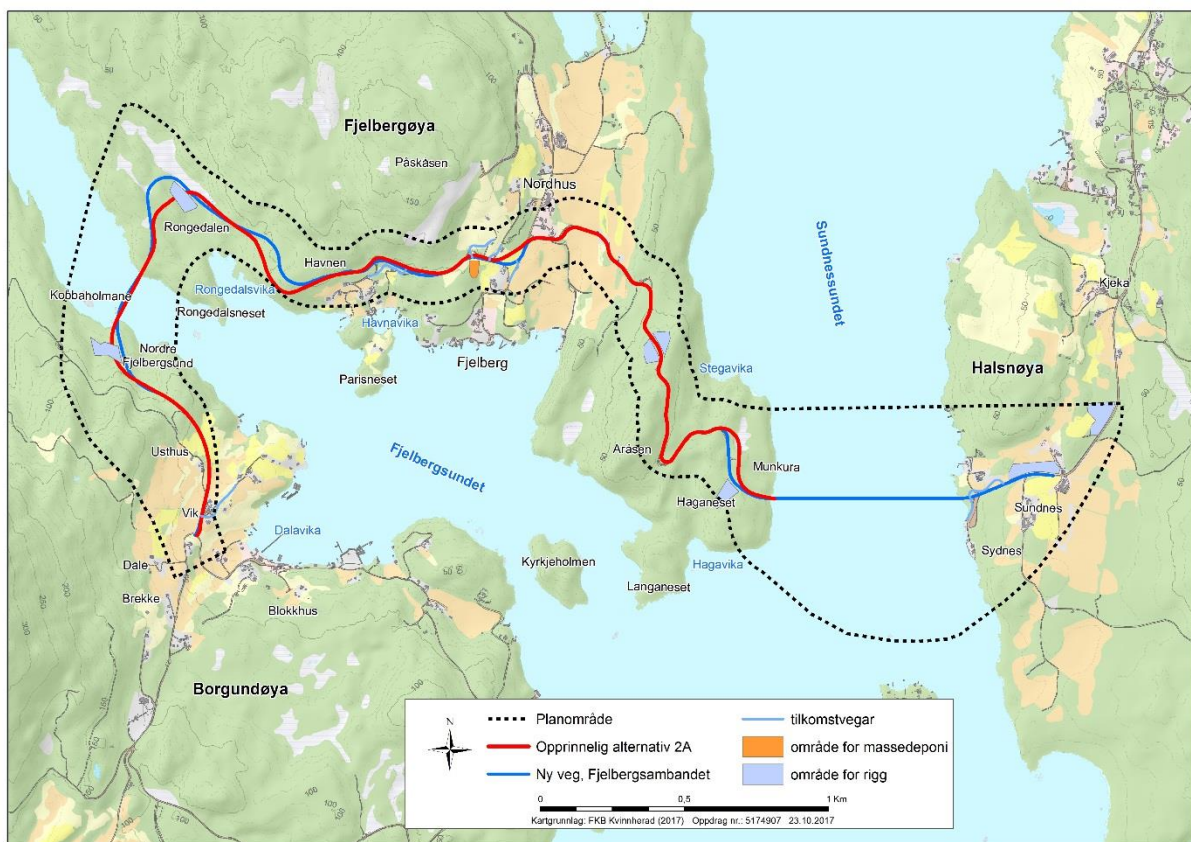 Fjelbergøya
Påskåsen
Nordhus
Rongedalen
Havnen
Rongedalsvika
Kobbaholmane
Rongedalsneset
Havnavika
Sundnessundet
Kjeka
Nordre
Fjelbergsund
Fjelberg
Parisneset
Stegavika
Halsnøya
Usthus
Fjelbergsundet
Aråsen
Munkura
Haganeset
Sundnes
Vik
Dalavika
Sydnes
Dale
Kyrkjeholmen
Hagavika
Langaneset
Brekke
Blokkhus
Borgundøya
N
Planområde
Opprinnelig alternativ 2A
Ny veg, Fjelbergsambandet
tilkomstvegar
område for massedeponi
område for rigg
0 0,5 1 Km
Kartgrunnlag: FKB Kvinnherad (2017) Oppdrag nr.: 5174907 23.10.2017